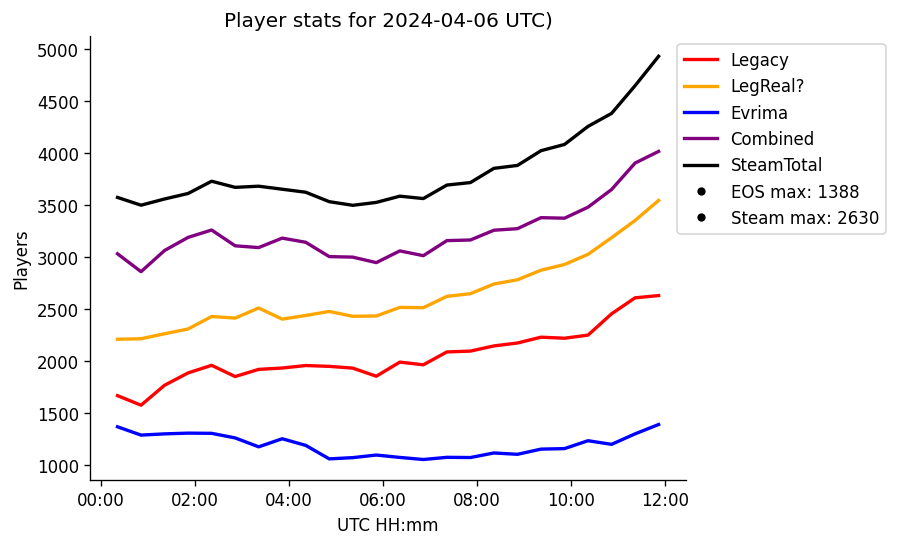 Player stats for 2024-04-06 UTC)
Players
5000
4500
4000
3500
3000
2500
2000
1500
1000
00:00 02:00 04:00 06:00 08:00 10:00 12:00
UTC HH:mm
Legacy
LegReal?
Evrima
Combined
SteamTotal
EOS max: 1388
Steam max: 2630